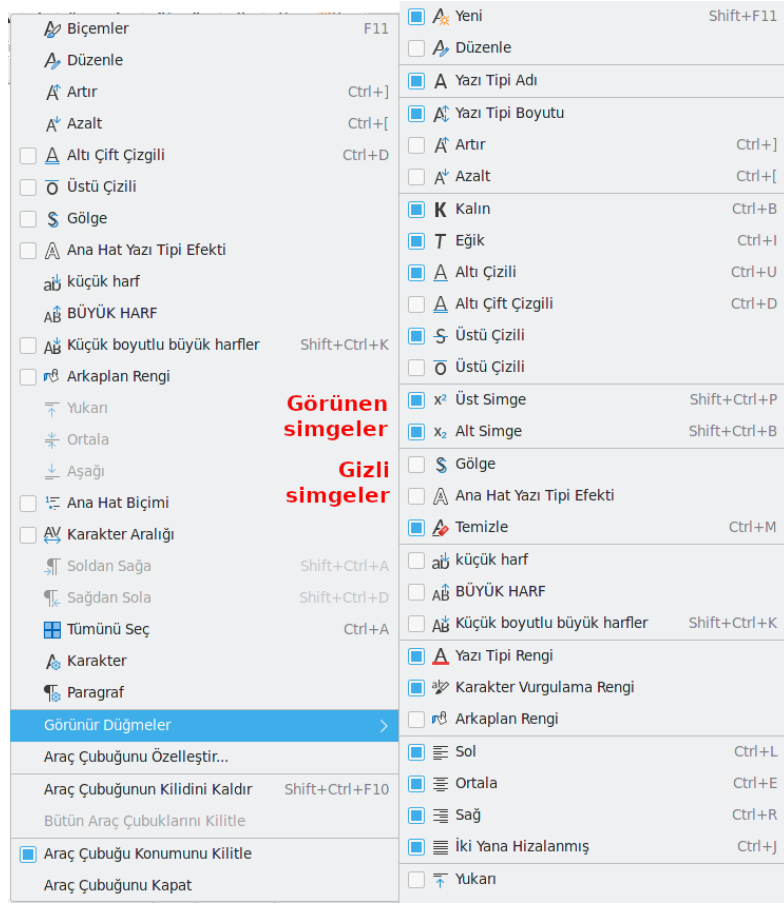 Biçemler F11
Düzenle
Artır Ctrl+]
Azalt Ctrl+[
Altı Çift Çizgili Ctrl+D
Üstü Çizili
Gölge
Ana Hat Yazı Tipi Efekti
küçük harf
BÜYÜK HARF
Küçük boyutlu büyük harfler Shift+Ctrl+K
Arkaplan Rengi
Yukarı
Ortala
Aşağı
Ana Hat Biçimi
Karakter Aralığı
Soldan Sağa Shift+Ctrl+A
Sağdan Sola Shift+Ctrl+D
Tümünü Seç Ctrl+A
Karakter
Paragraf
Görünür Düğmeler
Araç Çubuğunu Özelleştir...
Araç Çubuğunun Kilidini Kaldır Shift+Ctrl+F10
Bütün Araç Çubuklarını Kilitle
Araç Çubuğu Konumunu Kilitle
Araç Çubuğunu Kapat
Görünen
simgeler
Gizli
simgeler
Yeni Shift+F11
Düzenle
Yazı Tipi Adı
Yazı Tipi Boyutu
Artır Ctrl+]
Azalt Ctrl+[
Kalın Ctrl+B
Eğik Ctrl+I
Altı Çizili Ctrl+U
Altı Çift Çizgili Ctrl+D
Üstü Çizili
Üstü Çizili
Üst Simge Shift+Ctrl+P
Alt Simge Shift+Ctrl+B
Gölge
Ana Hat Yazı Tipi Efekti
Temizle Ctrl+M
küçük harf
BÜYÜK HARF
Küçük boyutlu büyük harfler Shift+Ctrl+K
Yazı Tipi Rengi
Karakter Vurgulama Rengi
Arkaplan Rengi
Sol Ctrl+L
Ortala Ctrl+E
Sağ Ctrl+R
İki Yana Hizalanmış Ctrl+J
Yukarı